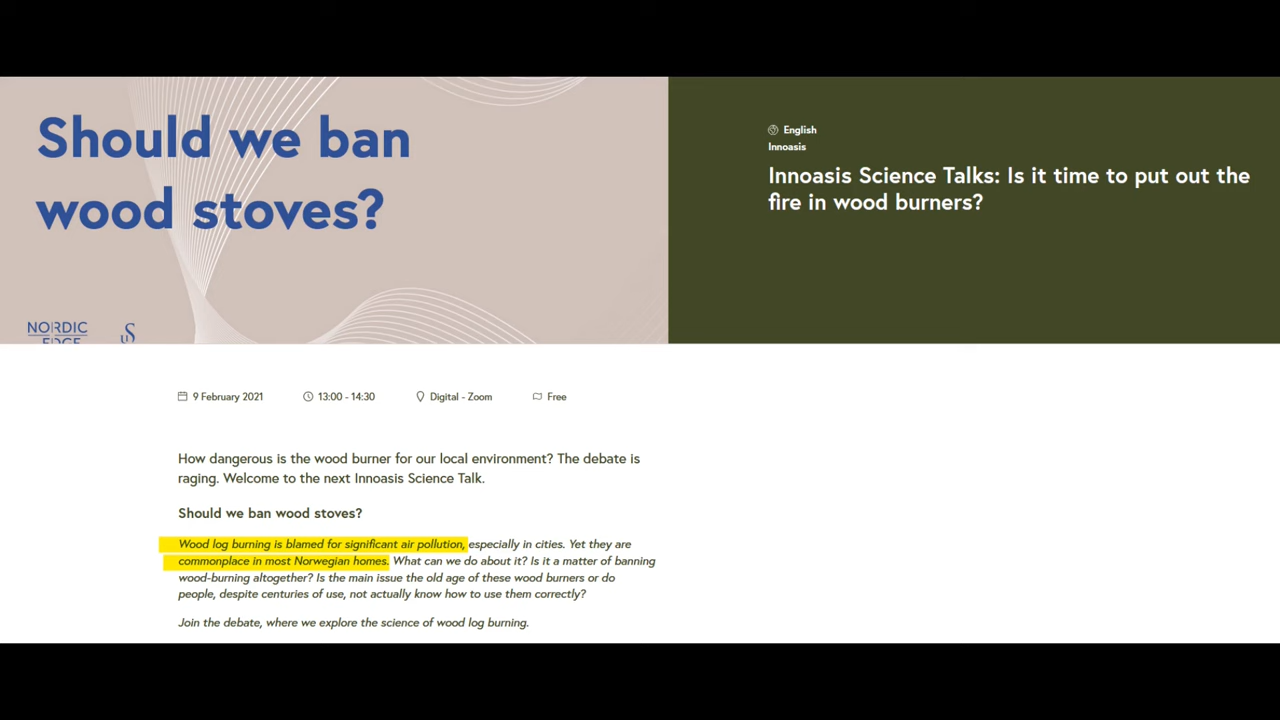 Should we ban
wood stoves?
NORDIC
EDGE
English
Innoasis
Innoasis Science Talks: Is it time to put out the
fire in wood burners?
9 February 2021
13:00 - 14:30
Digital - Zoom
Free
How dangerous is the wood burner for our local environment? The debate is
raging. Welcome to the next Innoasis Science Talk.
Should we ban wood stoves?
Wood log burning is blamed for significant air pollution, especially in cities. Yet they are
commonplace in most Norwegian homes. What can we do about it? Is it a matter of banning
wood-burning altogether? Is the main issue the old age of these wood burners or do
people, despite centuries of use, not actually know how to use them correctly?
Join the debate, where we explore the science of wood log burning.